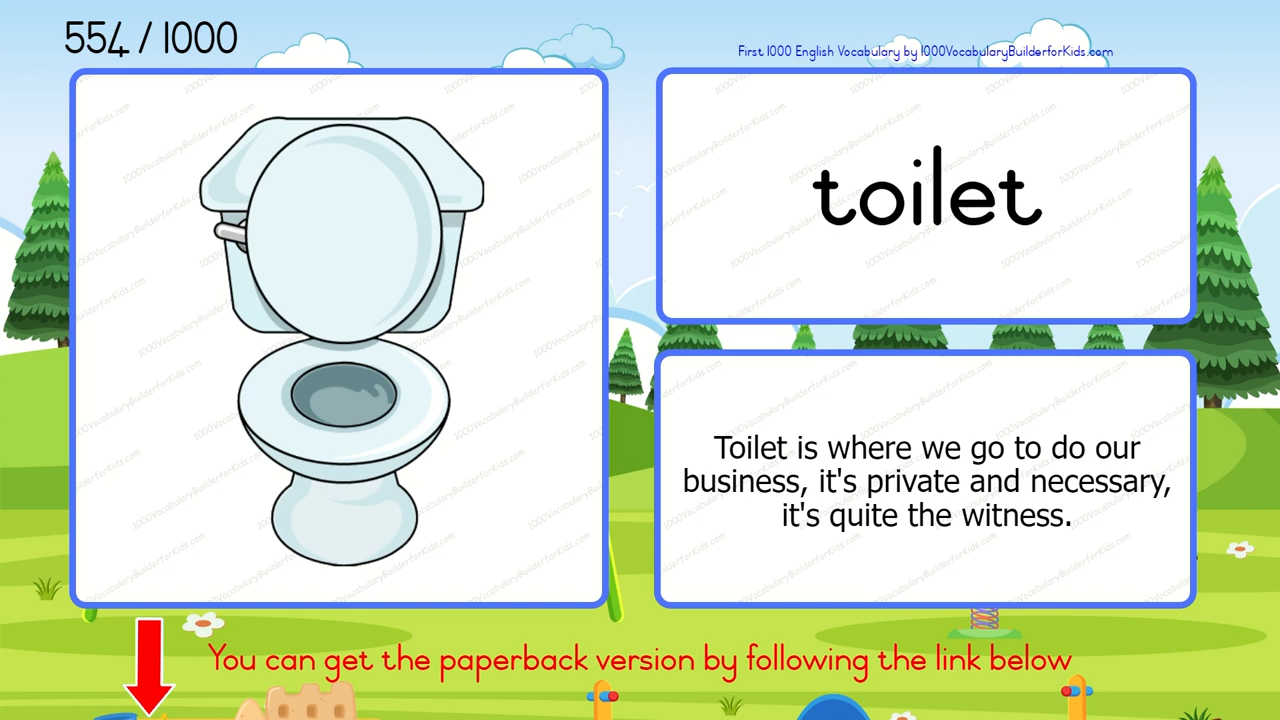 554 / 1000
First 1000 English Vocabulary by 1000VocabularyBuilderforKids.com
toilet
Toilet is where we go to do our
business, it's private and necessary,
it's quite the witness.
You can get the paperback version by following the link below
1000VocabularyBuilderforKids.com